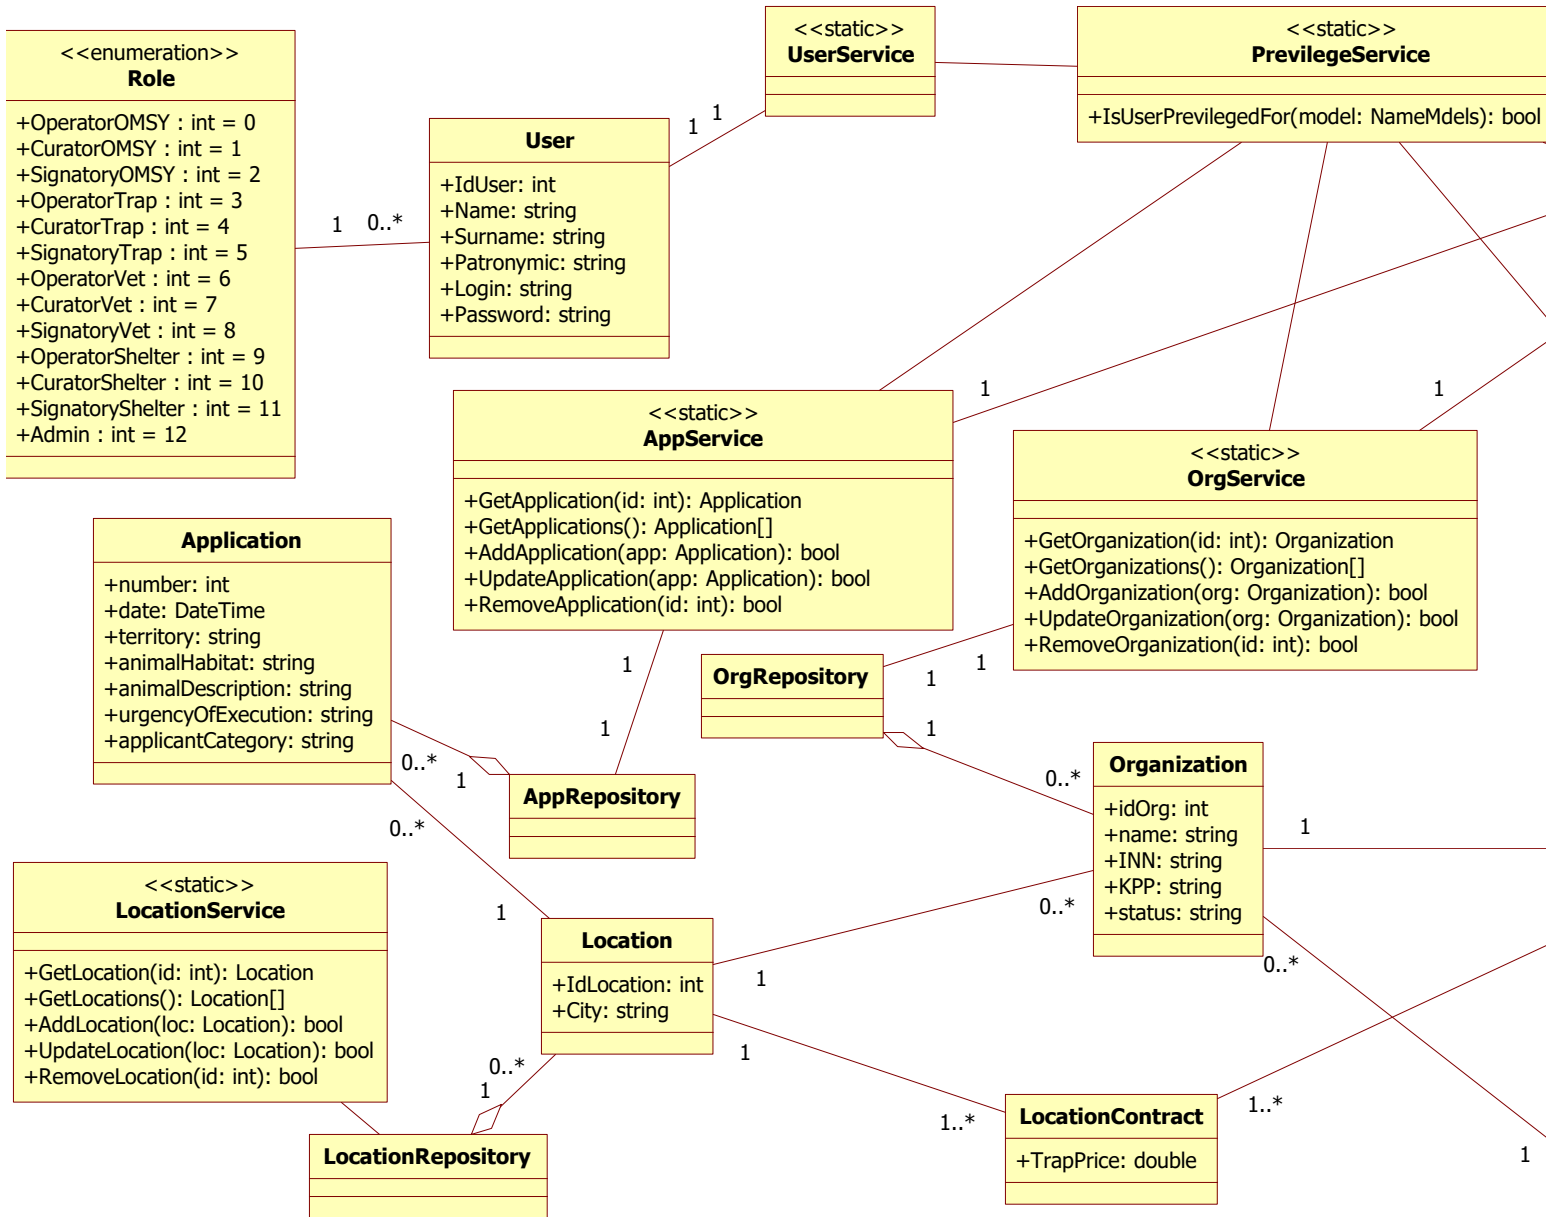 <<enumeration>>
Role
+OperatorOMSY : int = 0
+CuratorOMSY : int = 1
+SignatoryOMSY : int = 2
+OperatorTrap : int = 3
+CuratorTrap : int = 4
+SignatoryTrap : int = 5
+OperatorVet : int = 6
+CuratorVet : int = 7
+SignatoryVet : int = 8
+OperatorShelter : int = 9
+CuratorShelter : int = 10
+SignatoryShelter : int = 11
+Admin : int = 12
1
0..*
User
+IdUser: int
+Name: string
+Surname: string
+Patronymic: string
+Login: string
+Password: string
1
1
<<static>>
UserService
<<static>>
PrevilegeService
+IsUserPrevilegedFor(model: NameMdels): bool
<<static>>
AppService
+GetApplication(id: int): Application
+GetApplications(): Application[]
+AddApplication(app: Application): bool
+UpdateApplication(app: Application): bool
+RemoveApplication(id: int): bool
1
1
<<static>>
OrgService
+GetOrganization(id: int): Organization
+GetOrganizations(): Organization[]
+AddOrganization(org: Organization): bool
+UpdateOrganization(org: Organization): bool
+RemoveOrganization(id: int): bool
Application
+number: int
+date: DateTime
+territory: string
+animalHabitat: string
+animalDescription: string
+urgencyOfExecution: string
+applicantCategory: string
1
1
0..*
1
AppRepository
OrgRepository
1
1
1
0..*
Organization
+idOrg: int
+name: string
+INN: string
+KPP: string
+status: string
1
0..*
0..*
1
<<static>>
LocationService
+GetLocation(id: int): Location
+GetLocations(): Location[]
+AddLocation(loc: Location): bool
+UpdateLocation(loc: Location): bool
+RemoveLocation(id: int): bool
Location
+IdLocation: int
+City: string
1
0..*
1
0..*
1
LocationRepository
1..*
LocationContract
+TrapPrice: double
1..*
1